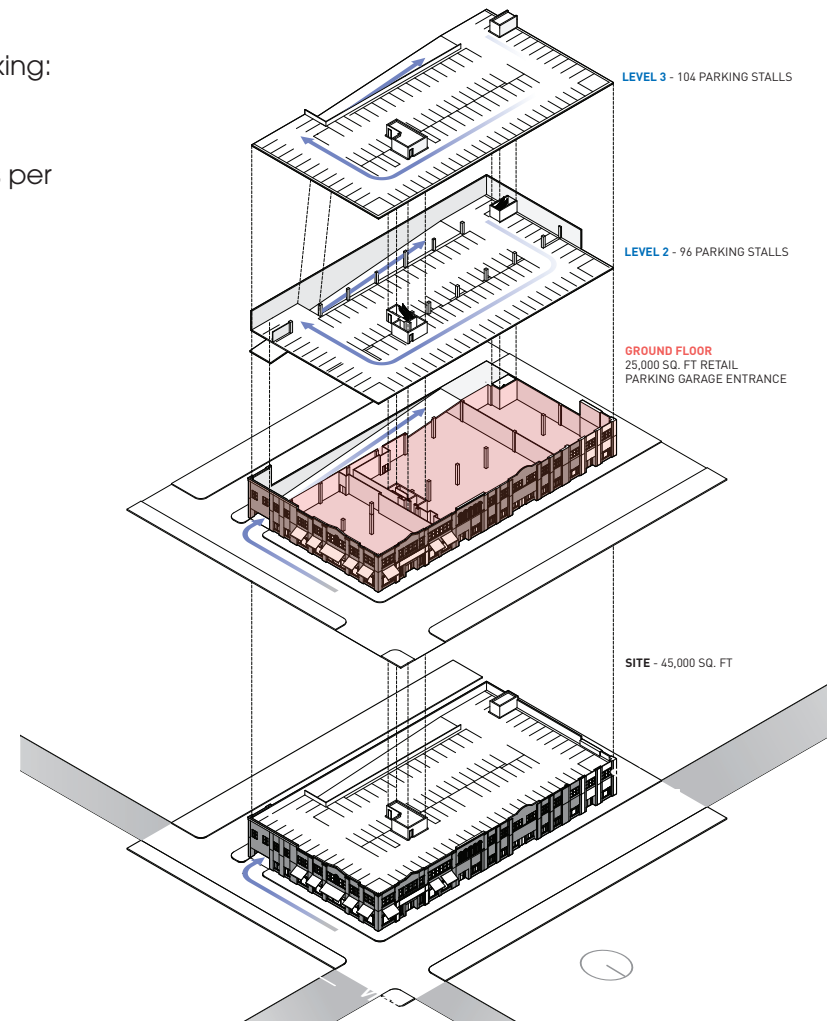 king:
per
LEVEL 3 - 104 PARKING STALLS
LEVEL 2 - 96 PARKING STALLS
GROUND FLOOR
25,000 SQ. FT RETAIL
PARKING GARAGE ENTRANCE
SITE - 45,000 SQ. FT